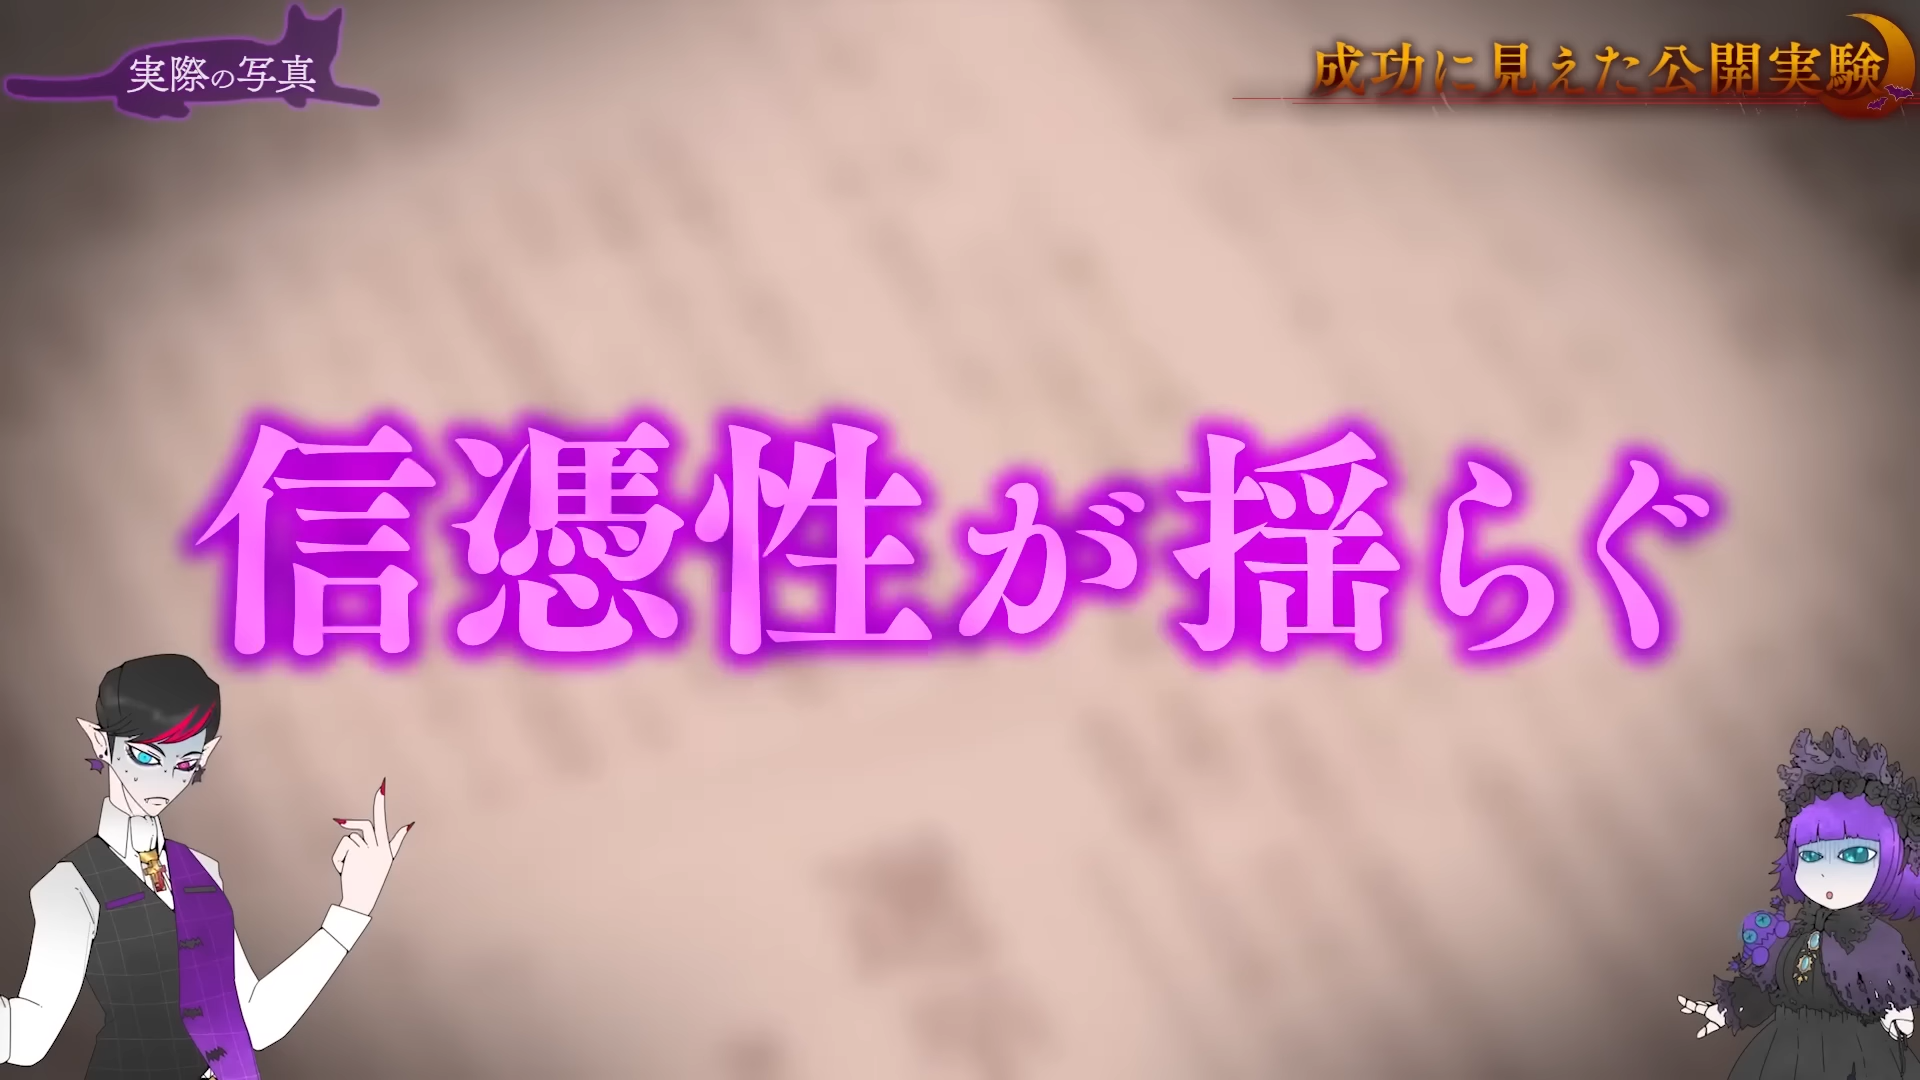 実際の写真
成功に見えた公開実験
信憑性が揺らぐ